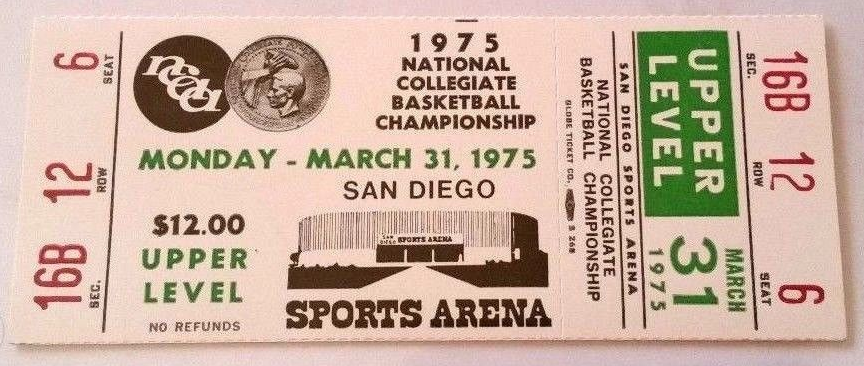 6
SEAT
12
ROW
16B
SEC.
ncaa
1975
NATIONAL
COLLEGIATE
BASKETBALL
CHAMPIONSHIP
MONDAY - MARCH 31, 1975
SAN DIEGO
$12.00
UPPER
LEVEL
NO REFUNDS
SAN
DIEGO
SPORTS ARENA
SPORTS ARENA
GLOBE TICKET CO.
NATIONAL COLLEGIATE
BASKETBALL CHAMPIONSHIP
SAN DIEGO SPORTS ARENA
UPPER
LEVEL
MARCH
31
1975
SEC.
16B
ROW
12
SEAT
6